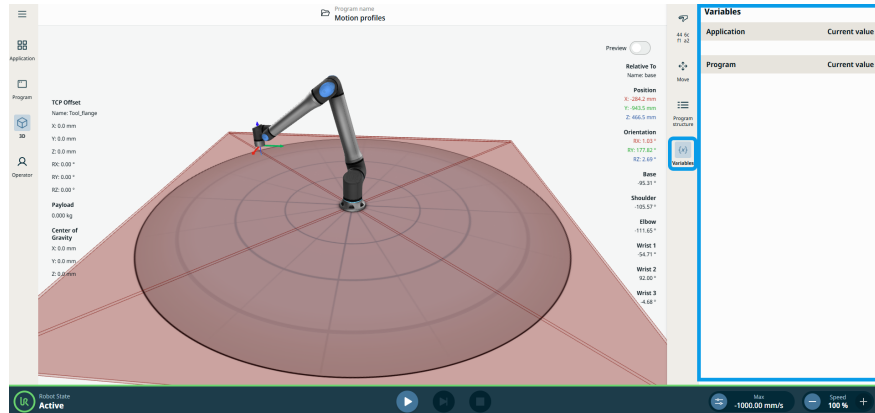 Program name
Motion profiles
Application
Program
3D
Operator
TCP Offset
Name: Tool_flange
X: 0.0 mm
Y: 0.0 mm
Z: 0.0 mm
RX: 0.00 °
RY: 0.00 °
RZ: 0.00 °
Payload
0.000 kg
Center of
Gravity
X: 0.0 mm
Y: 0.0 mm
Z: 0.0 mm
Preview
Relative To
Name: base
Position
X: -284.2 mm
Y: -943.5 mm
Z: 466.5 mm
Orientation
RX: 1.03 °
RY: 177.82 °
RZ: 2.69 °
Base
-95.31 °
Shoulder
-105.57 °
Elbow
-111.65 °
Wrist 1
-54.71 °
Wrist 2
92.00 °
Wrist 3
-4.68 °
44 6c
f1 a2
Move
Program
structure
(x)
Variables
Variables
Application Current value
Program Current value
UR
Robot State
Active
Max
-1000.00 mm/s
Speed
100 %